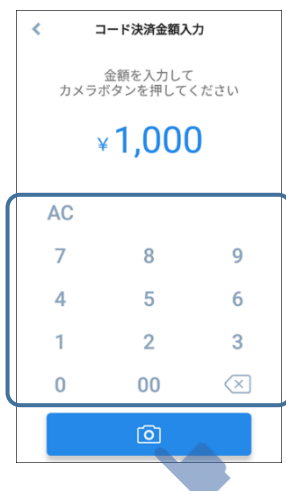 コード決済金額入力
金額を入力して
カメラボタンを押してください
¥1,000
AC
7 8 9
4 5 6
1 2 3
0 00